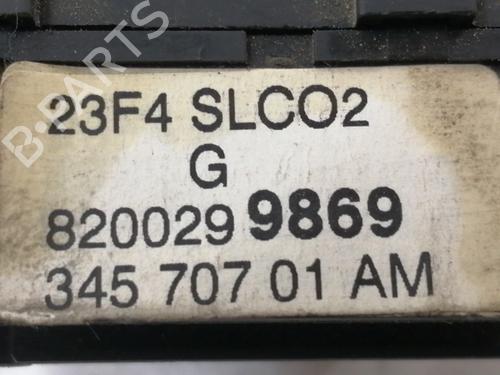 B-PARTS
23F4 SLCO2
G
8200299869
345 707 01 AM